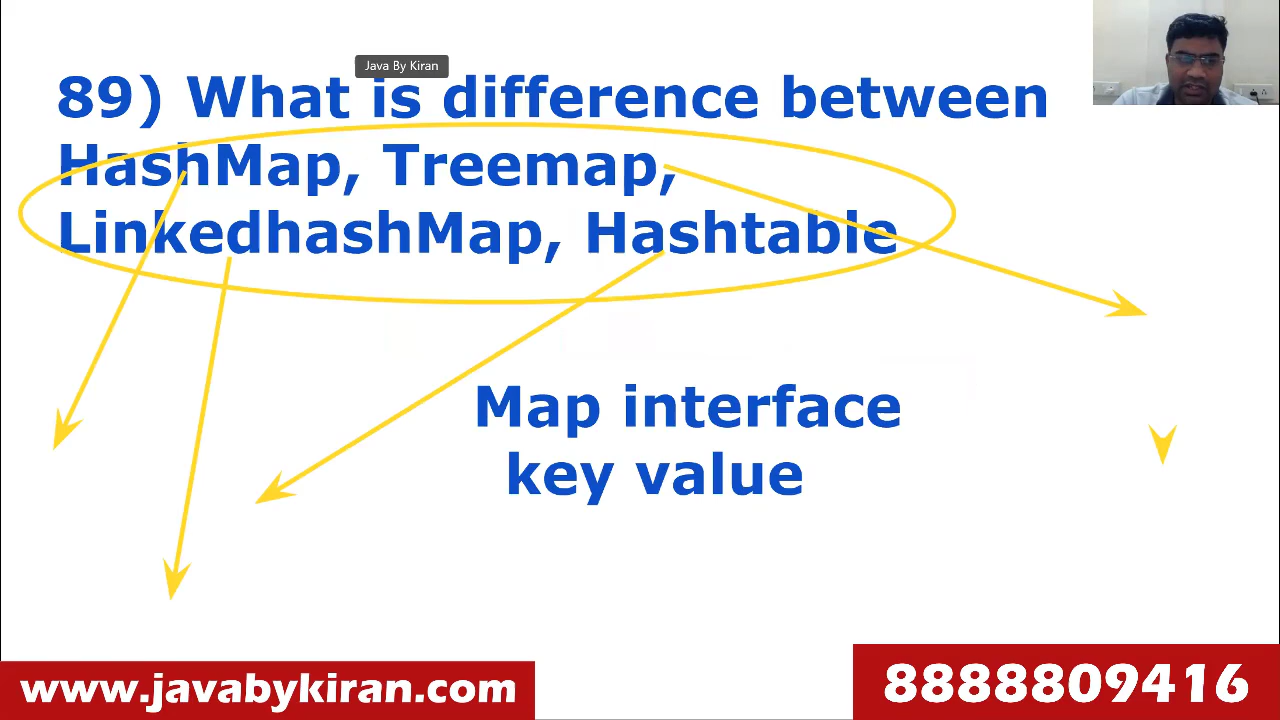 Java By Kiran
89) What is difference between
HashMap, Treemap,
LinkedhashMap, Hashtable
Map interface
key value
www.javabykiran.com
8888809416